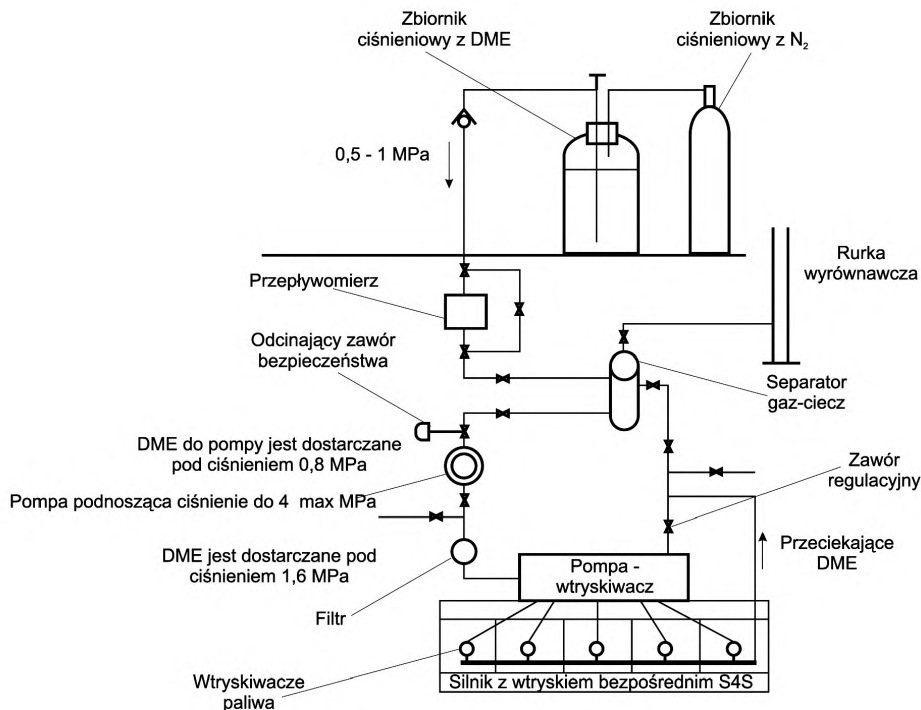 Zbiornik
ciśnieniowy z DME
Zbiornik
ciśnieniowy z N₂
0,5 - 1 MPa
Rurka
wyrównawcza
Przepływomierz
Odcinający zawór
bezpieczeństwa
Separator
gaz-ciecz
DME do pompy jest dostarczane
pod ciśnieniem 0,8 MPa
Zawór
regulacyjny
Pompa podnosząca ciśnienie do 4 max MPa
DME jest dostarczane pod
ciśnieniem 1,6 MPa
Przeciekające
DME
Pompa -
wtryskiwacz
Filtr
Wtryskiwacze
paliwa
Silnik z wtryskiem bezpośrednim S4S